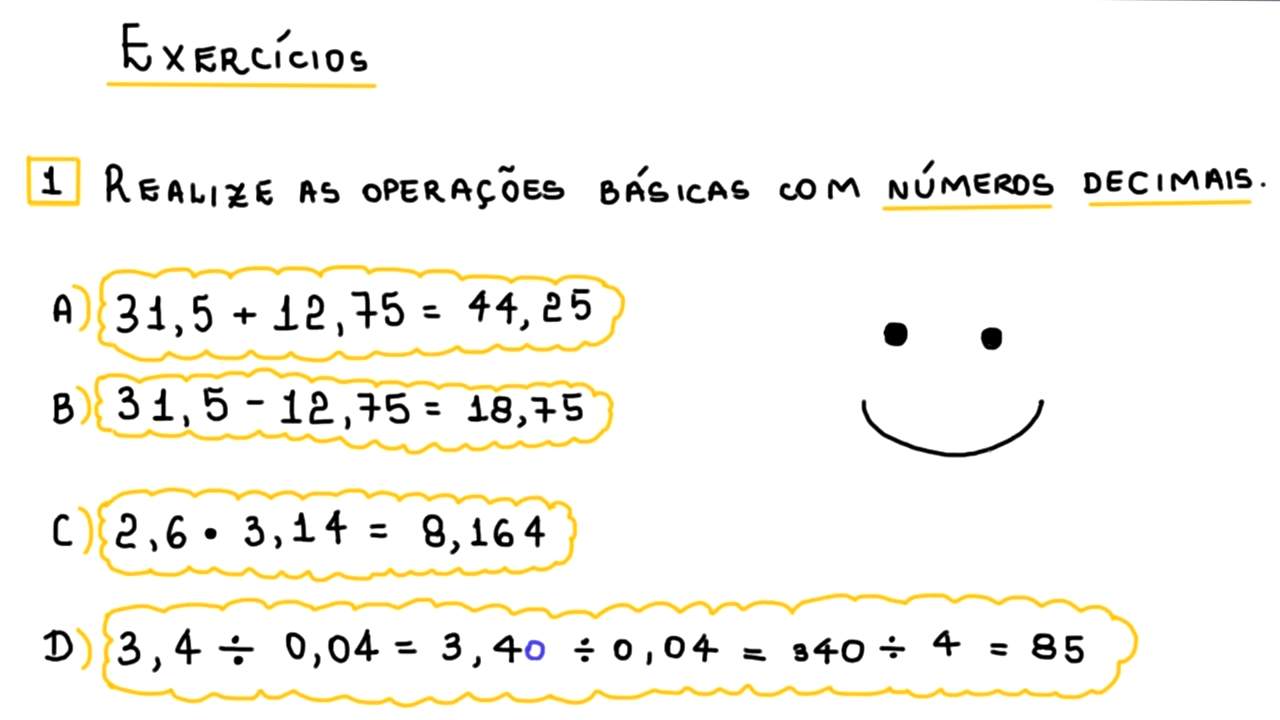 EXERCÍCIOS
1 REALIZE AS OPERAÇÕES BÁSICAS COM NÚMEROS DECIMAIS.
A) 31,5 + 12,75 = 44,25
B) 31,5 - 12,75 = 18,75
C) 2,6 • 3,14 = 8,164
D) 3,4 ÷ 0,04 = 3,40 ÷ 0,04 = 340 ÷ 4 = 85